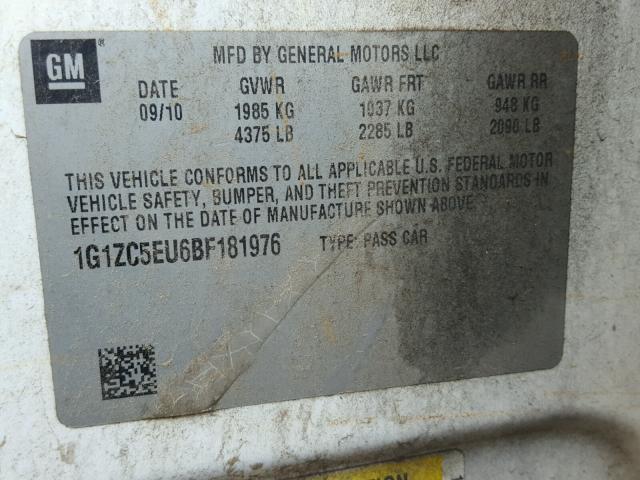 GM ®
MFD BY GENERAL MOTORS LLC
DATE GVWR GAWR FRT GAWR RR
09/10 1985 KG 1037 KG 948 KG
4375 LB 2285 LB 2090 LB
THIS VEHICLE CONFORMS TO ALL APPLICABLE U.S. FEDERAL MOTOR
VEHICLE SAFETY, BUMPER, AND THEFT PREVENTION STANDARDS IN
EFFECT ON THE DATE OF MANUFACTURE SHOWN ABOVE.
1G1ZC5EU6BF181976 TYPE: PASS CAR